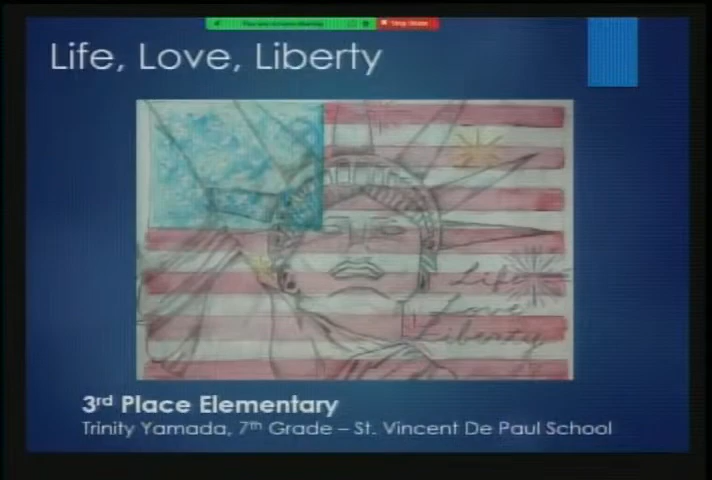 Life, Love, Liberty
Life
Love
Liberty
3rd Place Elementary
Trinity Yamada, 7th Grade – St. Vincent De Paul School